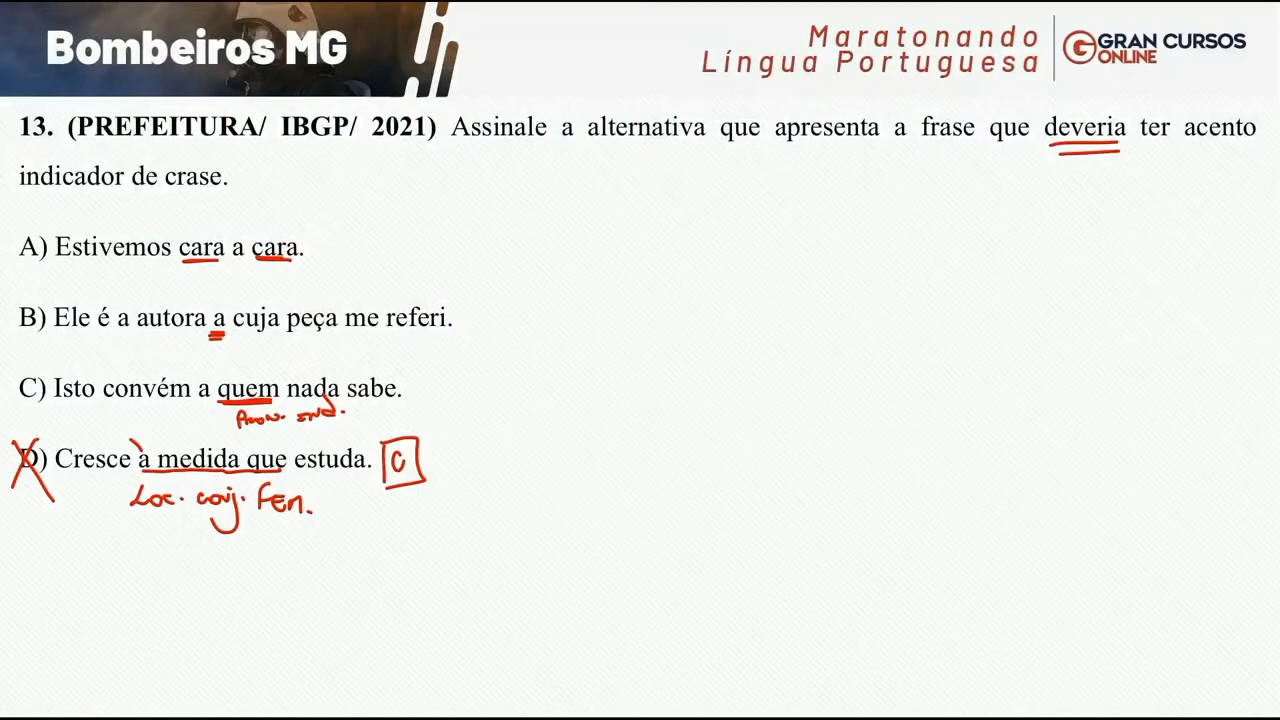 Bombeiros MG
Maratonando
Língua Portuguesa
GRAN CURSOS
ONLINE
13. (PREFEITURA/ IBGP/ 2021) Assinale a alternativa que apresenta a frase que deveria ter acento
indicador de crase.
A) Estivemos cara a cara.
B) Ele é a autora a cuja peça me referi.
C) Isto convém a quem nada sabe.
Pron. ind.
D) Cresce à medida que estuda. C
Loc. conj. Fem.